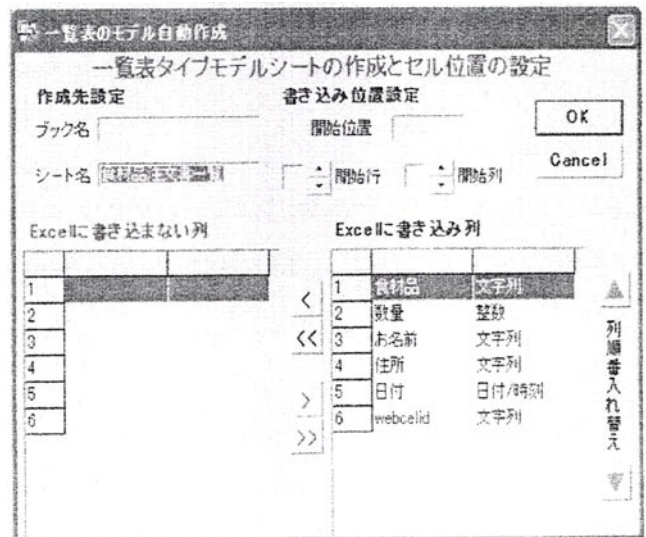 一覧表のモデル自動作成
一覧表タイプモデルシートの作成とセル位置の設定
作成先設定
書き込み位置設定
ブック名
開始位置
OK
シート名
開始行
開始列
Cancel
Excellに書き込まない列
Excellに書き込み列
1
2
3
4
5
6
<
<<
>
>>
1 食材品 文字列
2 数量 整数
3 お名前 文字列
4 住所 文字列
5 日付 日付/時刻
6 webcelid 文字列
列順番入れ替え